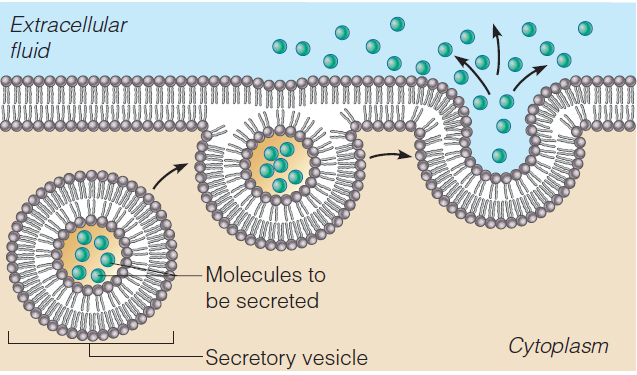 Extracellular
fluid
Molecules to
be secreted
Cytoplasm
Secretory vesicle